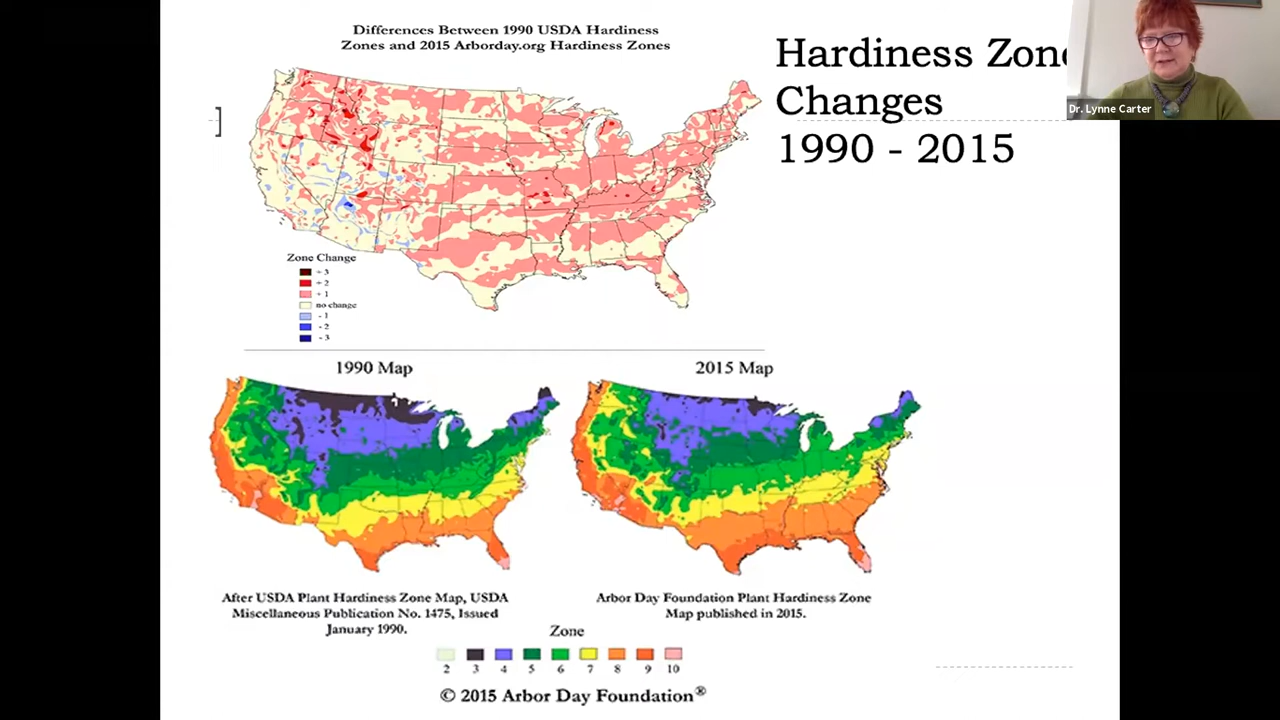 Differences Between 1990 USDA Hardiness
Zones and 2015 Arborday.org Hardiness Zones
Hardiness Zone
Changes
1990 - 2015
Dr. Lynne Carter
]
Zone Change
+ 3
+ 2
+ 1
no change
- 1
- 2
- 3
1990 Map
2015 Map
After USDA Plant Hardiness Zone Map, USDA
Miscellaneous Publication No. 1475, Issued
January 1990.
Arbor Day Foundation Plant Hardiness Zone
Map published in 2015.
Zone
2 3 4 5 6 7 8 9 10
© 2015 Arbor Day Foundation®